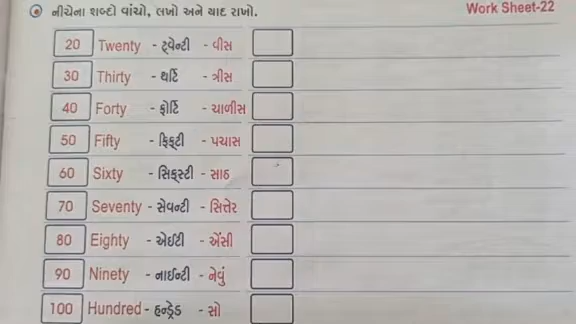 નીચેના શબ્દો વાંચો, લખો અને યાદ રાખો. Work Sheet-22
20 Twenty - ટ્વેન્ટી - વીસ
30 Thirty - થર્ટિ - ત્રીસ
40 Forty - ફોર્ટિ - ચાળીસ
50 Fifty - ફિફ્ટી - પચાસ
60 Sixty - સિક્સ્ટી - સાઠ
70 Seventy - સેવન્ટી - સિત્તેર
80 Eighty - એઈટી - એંસી
90 Ninety - નાઈન્ટી - નેવું
100 Hundred - હન્ડ્રેડ - સો